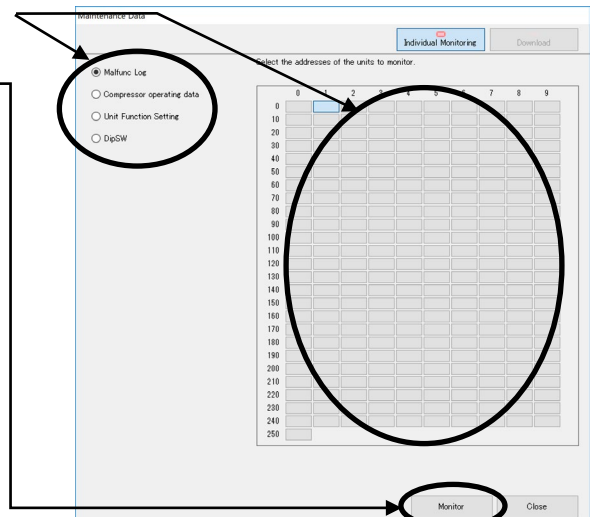 Maintenance Data
Individual Monitoring
Download
Select the addresses of the units to monitor.
Malfunc Log
Compressor operating data
Unit Function Setting
DipSW
0 1 2 3 4 5 6 7 8 9
0
10
20
30
40
50
60
70
80
90
100
110
120
130
140
150
160
170
180
190
200
210
220
230
240
250
Monitor
Close